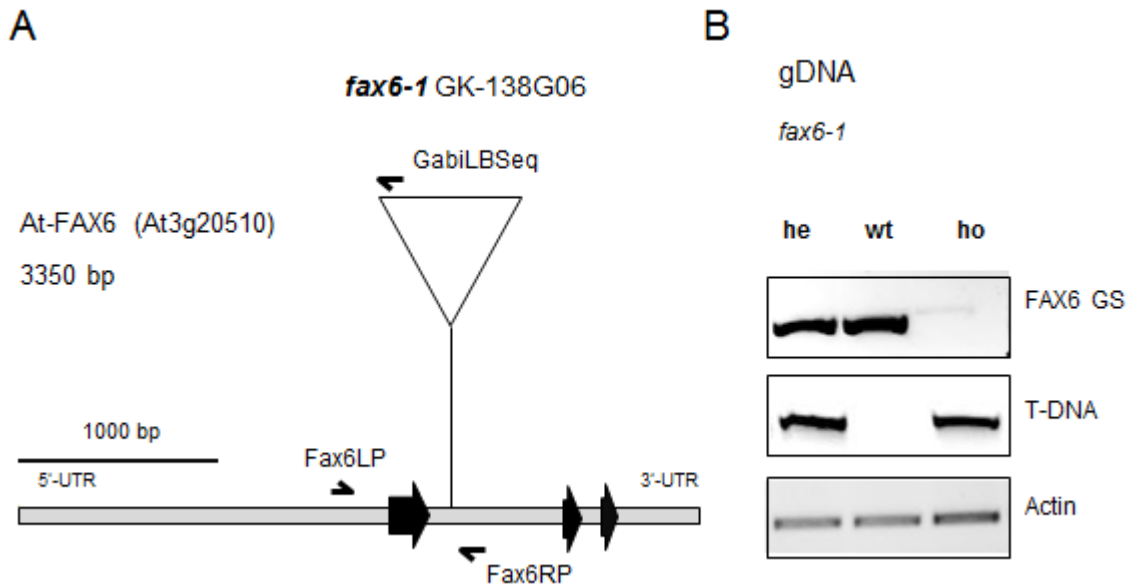 A
fax6-1 GK-138G06
GabiLBSeq
At-FAX6 (At3g20510)
3350 bp
1000 bp
5'-UTR
Fax6LP
3'-UTR
Fax6RP
B
gDNA
fax6-1
he wt ho
FAX6 GS
T-DNA
Actin